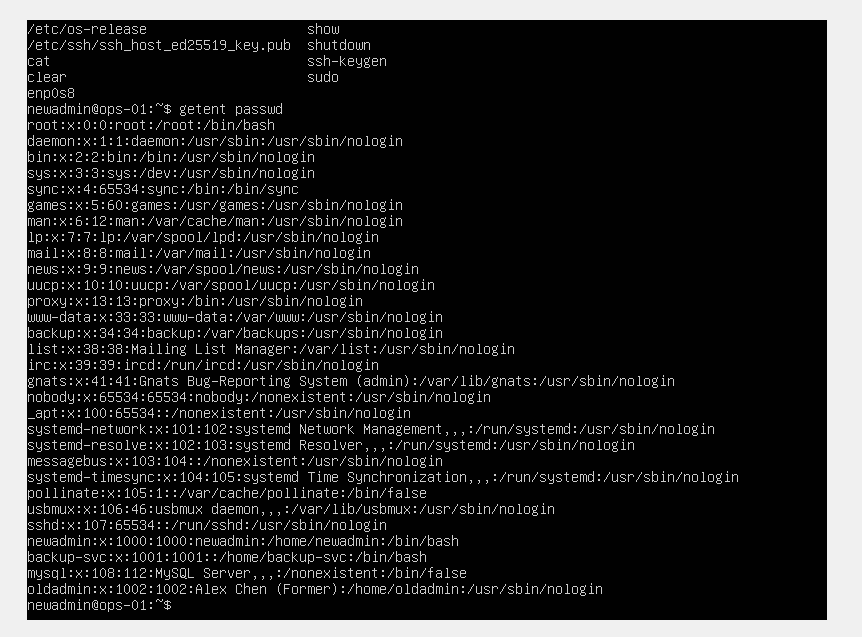 /etc/os-release show
/etc/ssh/ssh_host_ed25519_key.pub shutdown
cat ssh-keygen
clear sudo
enp0s8
newadmin@ops-01:~$ getent passwd
root:x:0:0:root:/root:/bin/bash
daemon:x:1:1:daemon:/usr/sbin:/usr/sbin/nologin
bin:x:2:2:bin:/bin:/usr/sbin/nologin
sys:x:3:3:sys:/dev:/usr/sbin/nologin
sync:x:4:65534:sync:/bin:/bin/sync
games:x:5:60:games:/usr/games:/usr/sbin/nologin
man:x:6:12:man:/var/cache/man:/usr/sbin/nologin
lp:x:7:7:lp:/var/spool/lpd:/usr/sbin/nologin
mail:x:8:8:mail:/var/mail:/usr/sbin/nologin
news:x:9:9:news:/var/spool/news:/usr/sbin/nologin
uucp:x:10:10:uucp:/var/spool/uucp:/usr/sbin/nologin
proxy:x:13:13:proxy:/bin:/usr/sbin/nologin
www-data:x:33:33:www-data:/var/www:/usr/sbin/nologin
backup:x:34:34:backup:/var/backups:/usr/sbin/nologin
list:x:38:38:Mailing List Manager:/var/list:/usr/sbin/nologin
irc:x:39:39:ircd:/run/ircd:/usr/sbin/nologin
gnats:x:41:41:Gnats Bug-Reporting System (admin):/var/lib/gnats:/usr/sbin/nologin
nobody:x:65534:65534:nobody:/nonexistent:/usr/sbin/nologin
_apt:x:100:65534::/nonexistent:/usr/sbin/nologin
systemd-network:x:101:102:systemd Network Management,,,:/run/systemd:/usr/sbin/nologin
systemd-resolve:x:102:103:systemd Resolver,,,:/run/systemd:/usr/sbin/nologin
messagebus:x:103:104::/nonexistent:/usr/sbin/nologin
systemd-timesync:x:104:105:systemd Time Synchronization,,,:/run/systemd:/usr/sbin/nologin
pollinate:x:105:1::/var/cache/pollinate:/bin/false
usbmux:x:106:46:usbmux daemon,,,:/var/lib/usbmux:/usr/sbin/nologin
sshd:x:107:65534::/run/sshd:/usr/sbin/nologin
newadmin:x:1000:1000:newadmin:/home/newadmin:/bin/bash
backup-svc:x:1001:1001::/home/backup-svc:/bin/bash
mysql:x:108:112:MySQL Server,,,:/nonexistent:/bin/false
oldadmin:x:1002:1002:Alex Chen (Former):/home/oldadmin:/usr/sbin/nologin
newadmin@ops-01:~$